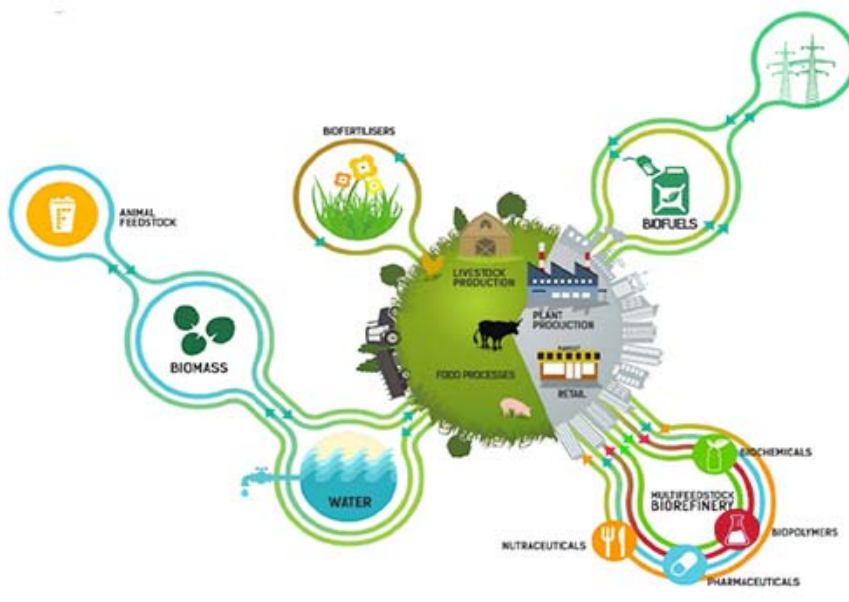 BIOFERTILISERS
ANIMAL
FEEDSTOCK
BIOFUELS
LIVESTOCK
PRODUCTION
PLANT
PRODUCTION
BIOMASS
MARKET
FOOD PROCESSES
RETAIL
WATER
BIOCHEMICALS
MULTIFEEDSTOCK
BIOREFINERY
BIOPOLYMERS
NUTRACEUTICALS
PHARMACEUTICALS